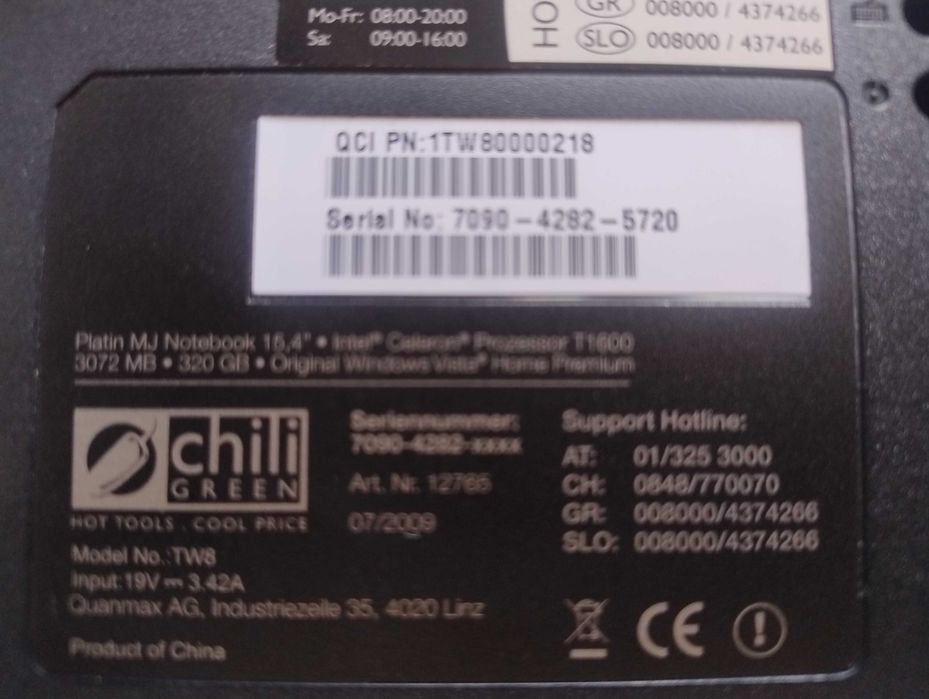 Mo-Fr: 08:00-20:00
Sa: 09:00-16:00
HO
GR 008000 / 4374266
SLO 008000 / 4374266
QCI PN:1TW80000218
Serial No: 7090-4282-5720
Platin MJ Notebook 15,4" • Intel® Celeron® Prozessor T1600
3072 MB • 320 GB • Original Windows Vista® Home Premium
chili
GREEN
HOT TOOLS . COOL PRICE
Seriennummer:
7090-4282-xxxx
Art. Nr. 12765
07/2009
Support Hotline:
AT: 01/325 3000
CH: 0848/770070
GR: 008000/4374266
SLO: 008000/4374266
Model No.:TW8
Input:19V⎓3.42A
Quanmax AG, Industriezeile 35, 4020 Linz
Product of China
CE